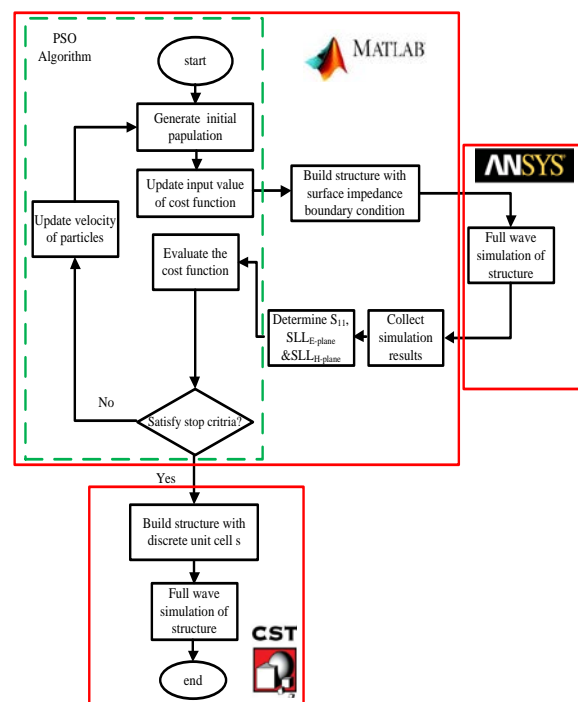 PSO
Algorithm
start
MATLAB
Generate initial
papulation
Update input value
of cost function
Build structure with
surface impedance
boundary condition
ANSYS
Full wave
simulation of
structure
Update velocity
of particles
Evaluate the
cost function
Determine S11,
SLLE-plane
&SLLH-plane
Collect
simulation
results
No
Satisfy stop critria?
Yes
Build structure with
discrete unit cell s
Full wave
simulation of
structure
CST
end